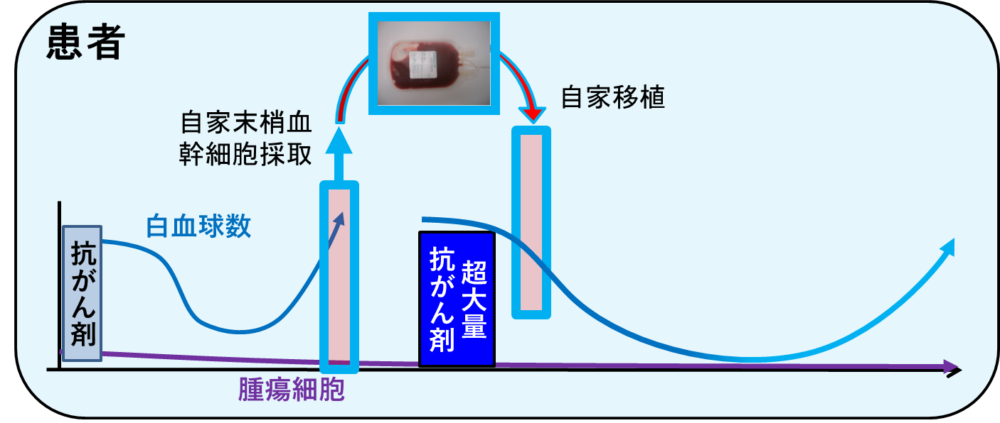 患者
自家移植
自家末梢血
幹細胞採取
白血球数
抗がん剤
超大量
抗がん剤
腫瘍細胞